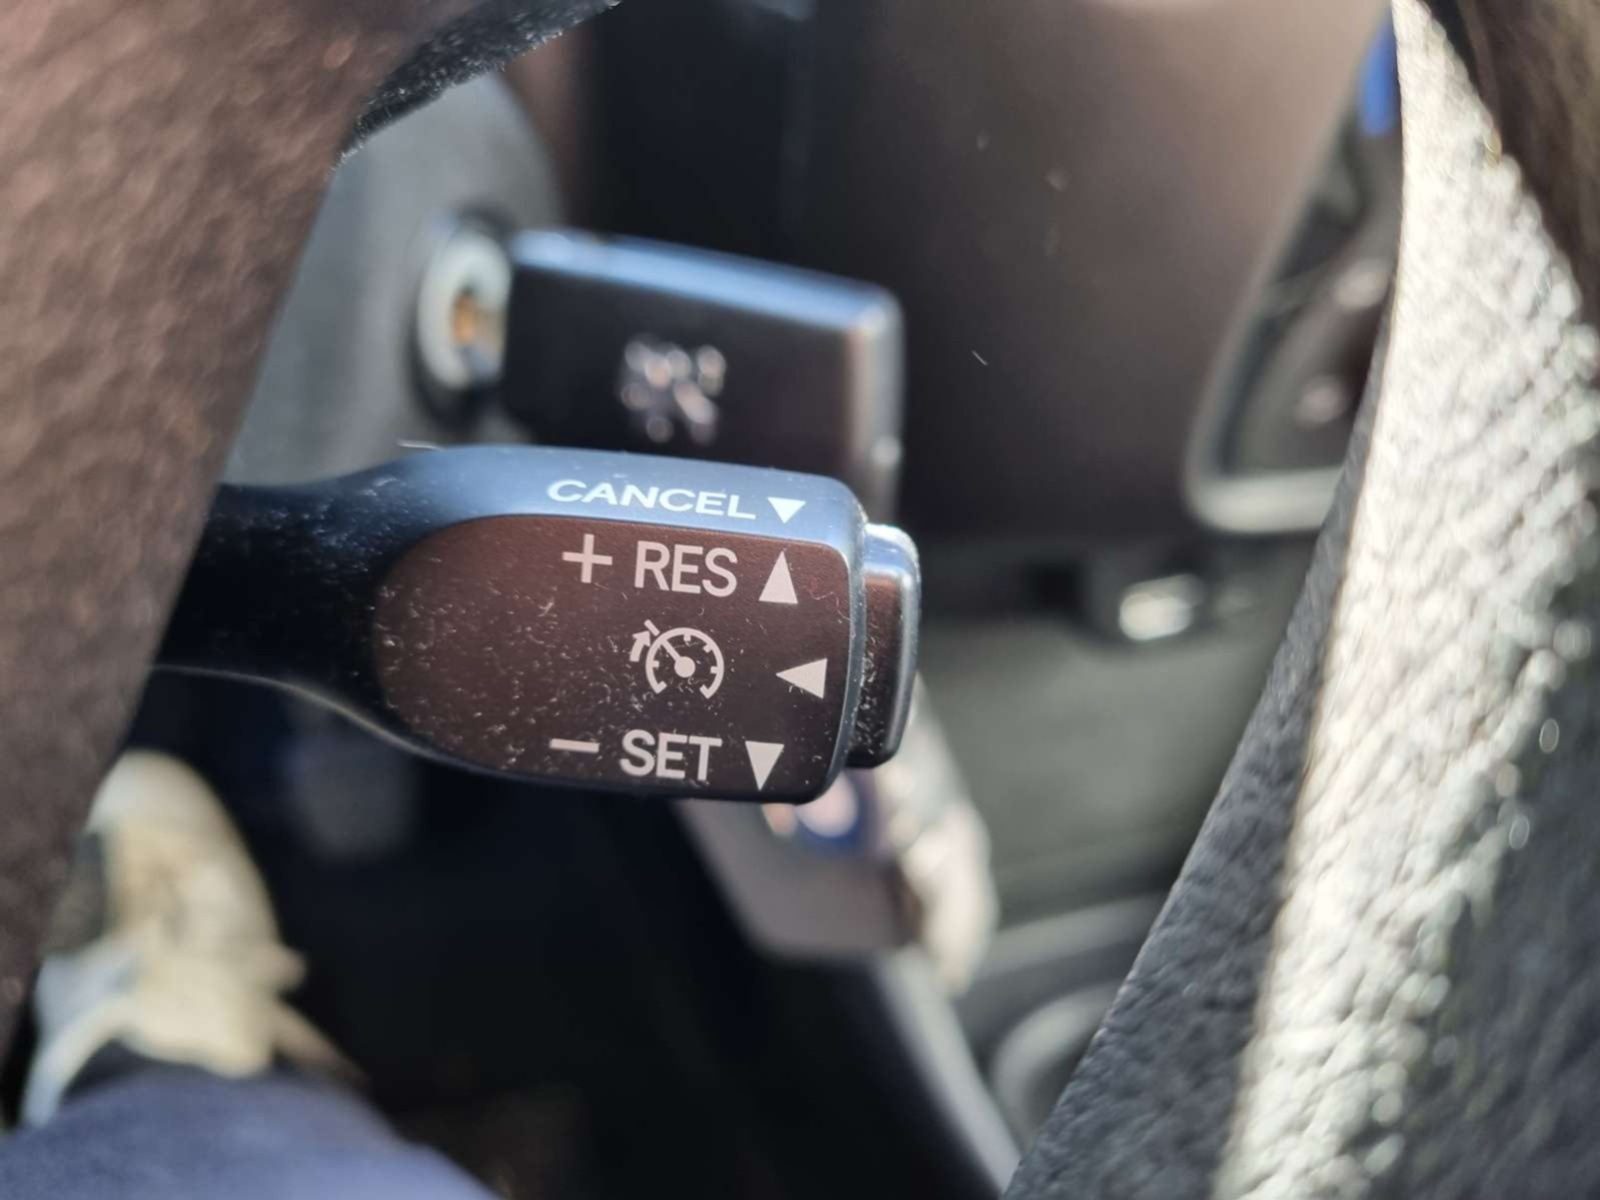 CANCEL ▼
+ RES ▲
◀
− SET ▼